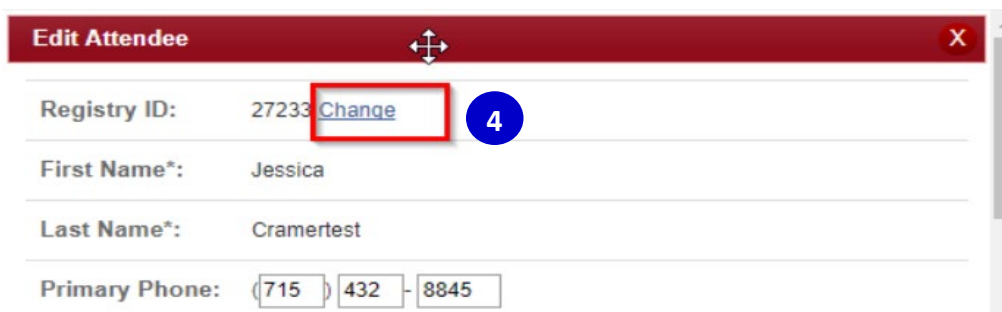 Edit Attendee X
Registry ID: 27233 Change 4
First Name*: Jessica
Last Name*: Cramertest
Primary Phone: (715) 432 - 8845